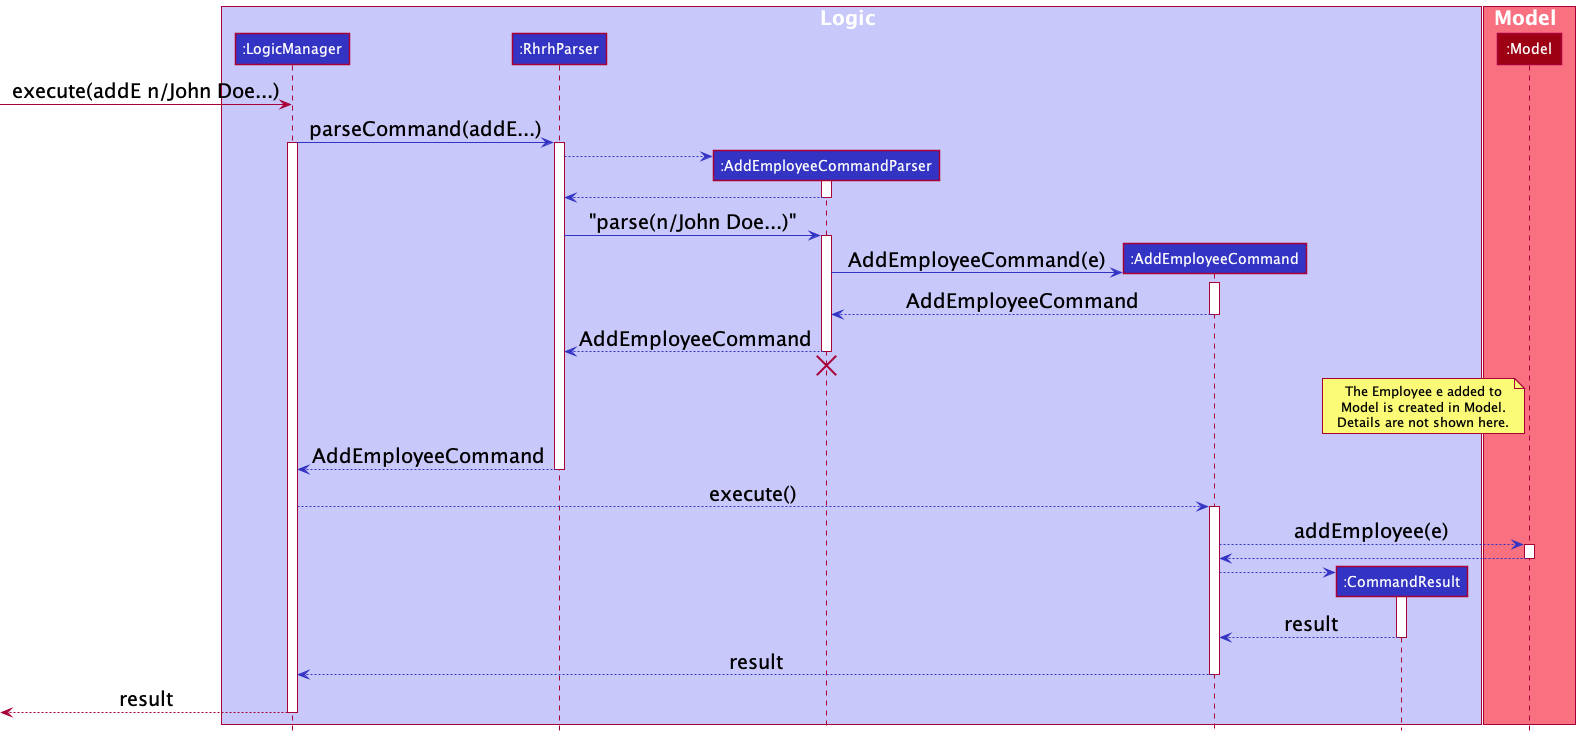 Logic
Model
:LogicManager
:RhrhParser
:Model
execute(addE n/John Doe...)
parseCommand(addE...)
:AddEmployeeCommandParser
"parse(n/John Doe...)"
AddEmployeeCommand(e)
:AddEmployeeCommand
AddEmployeeCommand
AddEmployeeCommand
The Employee e added to
Model is created in Model.
Details are not shown here.
AddEmployeeCommand
execute()
addEmployee(e)
:CommandResult
result
result
result